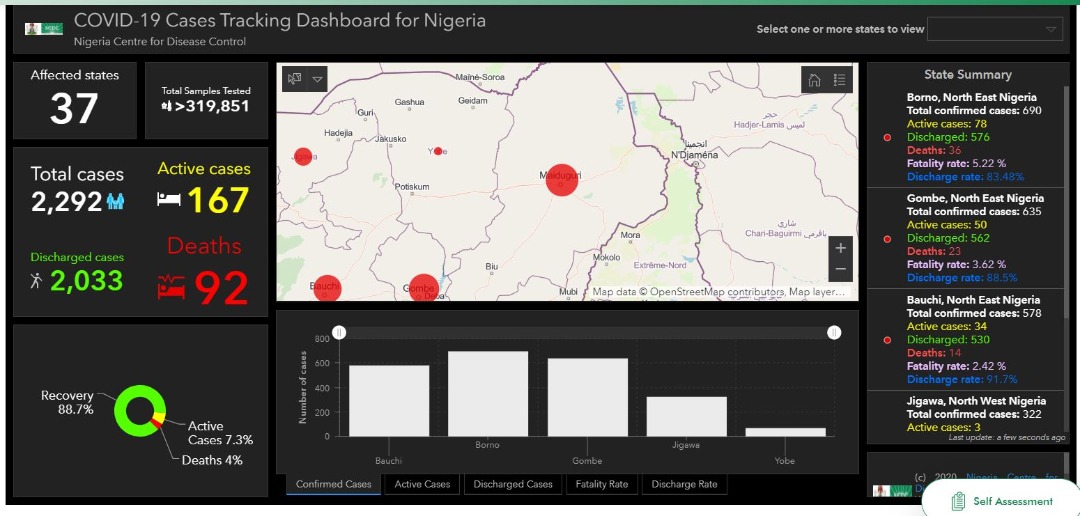 COVID-19 Cases Tracking Dashboard for Nigeria
Nigeria Centre for Disease Control
Select one or more states to view
Affected states
37
Total Samples Tested
>319,851
Total cases
2,292
Active cases
167
Discharged cases
2,033
Deaths
92
Recovery
88.7%
Active
Cases 7.3%
Deaths 4%
Maïné-Soroa
Gashua
Geidam
Guri
Hadejia
Jakusko
Jigawa
Potiskum
Maiduguri
Hadjer-Lamis لميس
انجمينا
N'Djaména
شاري
Chari-Baguirmi باقرمي
Mora
Mokolo
Extrême-Nord
Biu
Bauchi
Gombe
Deba
Mubi
+
−
Map data © OpenStreetMap contributors, Map layer...
Number of cases
800
600
400
200
0
Bauchi
Borno
Gombe
Jigawa
Yobe
Confirmed Cases
Active Cases
Discharged Cases
Fatality Rate
Discharge Rate
State Summary
Borno, North East Nigeria
Total confirmed cases: 690
Active cases: 78
Discharged: 576
Deaths: 36
Fatality rate: 5.22 %
Discharge rate: 83.48%
Gombe, North East Nigeria
Total confirmed cases: 635
Active cases: 50
Discharged: 562
Deaths: 23
Fatality rate: 3.62 %
Discharge rate: 88.5%
Bauchi, North East Nigeria
Total confirmed cases: 578
Active cases: 34
Discharged: 530
Deaths: 14
Fatality rate: 2.42 %
Discharge rate: 91.7%
Jigawa, North West Nigeria
Total confirmed cases: 322
Active cases: 3
Last update: a few seconds ago
(c) 2020 Nigeria Centre for
Self Assessment